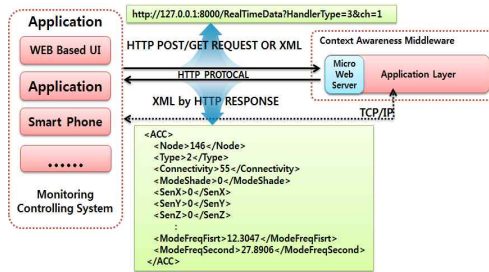 http://127.0.0.1:8000/RealTimeData?HandlerType=3&ch=1
Application
WEB Based UI
Application
Smart Phone
......
Monitoring
Controlling System
HTTP POST/GET REQUEST OR XML
HTTP PROTOCAL
XML by HTTP RESPONSE
TCP/IP
Context Awareness Middleware
Micro
Web
Server
Application Layer
<ACC>
<Node>146</Node>
<Type>2</Type>
<Connectivity>55</Connectivity>
<ModeShade>0</ModeShade>
<SenX>0</SenX>
<SenY>0</SenY>
<SenZ>0</SenZ>
:
<ModeFreqFisrt>12.3047</ModeFreqFisrt>
<ModeFreqSecond>27.8906</ModeFreqSecond>
</ACC>